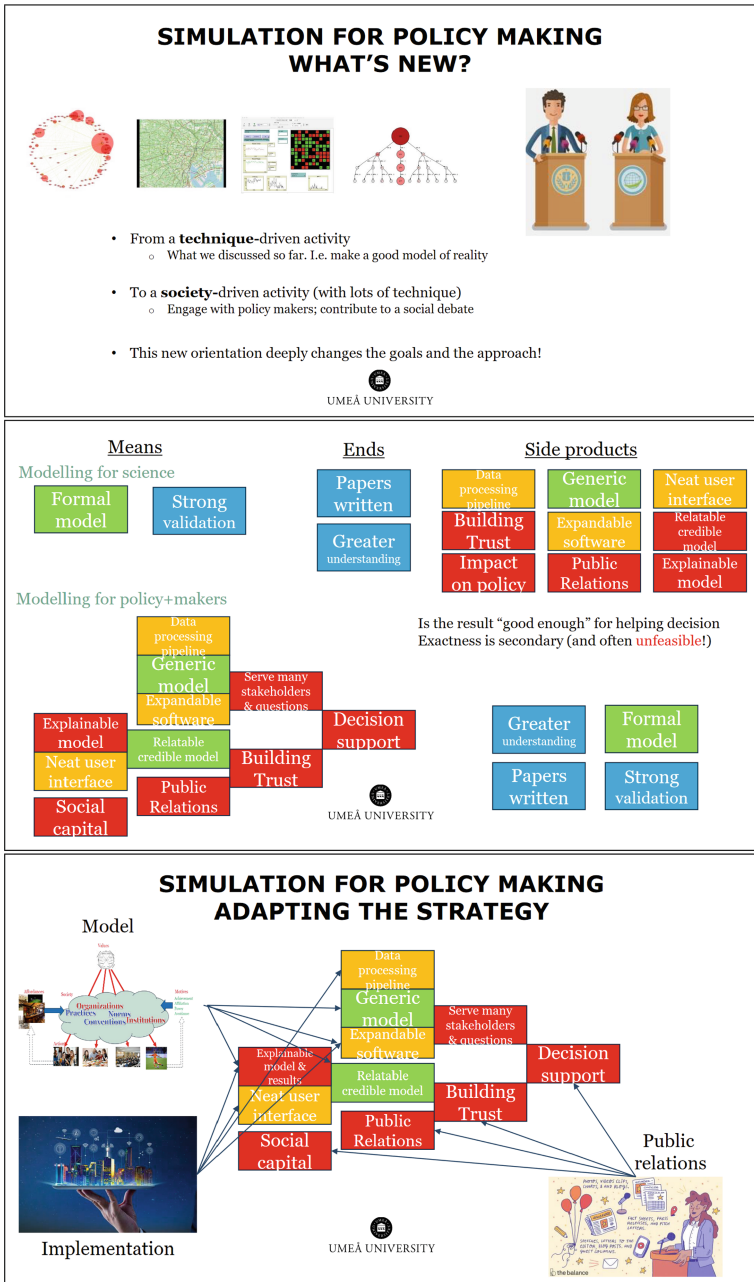 SIMULATION FOR POLICY MAKING
WHAT'S NEW?
• From a technique-driven activity
o What we discussed so far. I.e. make a good model of reality
• To a society-driven activity (with lots of technique)
o Engage with policy makers; contribute to a social debate
• This new orientation deeply changes the goals and the approach!
UMEÅ UNIVERSITY
Means
Ends
Side products
Modelling for science
Formal
model
Strong
validation
Papers
written
Greater
understanding
Data
processing
pipeline
Generic
model
Neat user
interface
Building
Trust
Expandable
software
Relatable
credible
model
Impact
on policy
Public
Relations
Explainable
model
Modelling for policy+makers
Data
processing
pipeline
Generic
model
Expandable
software
Serve many
stakeholders
& questions
Explainable
model
Neat user
interface
Relatable
credible model
Decision
support
Building
Trust
Public
Relations
Social
capital
Is the result "good enough" for helping decision
Exactness is secondary (and often unfeasible!)
Greater
understanding
Formal
model
Papers
written
Strong
validation
UMEÅ UNIVERSITY
SIMULATION FOR POLICY MAKING
ADAPTING THE STRATEGY
Model
Values
Affordances
Society
Motives
Organizations
Practices
Norms
Conventions
Institutions
Data
processing
pipeline
Generic
model
Expandable
software
Serve many
stakeholders
& questions
Explainable
model &
results
Neat user
interface
Relatable
credible model
Decision
support
Building
Trust
Public
Relations
Social
capital
Implementation
Public
relations
the balance
UMEÅ UNIVERSITY